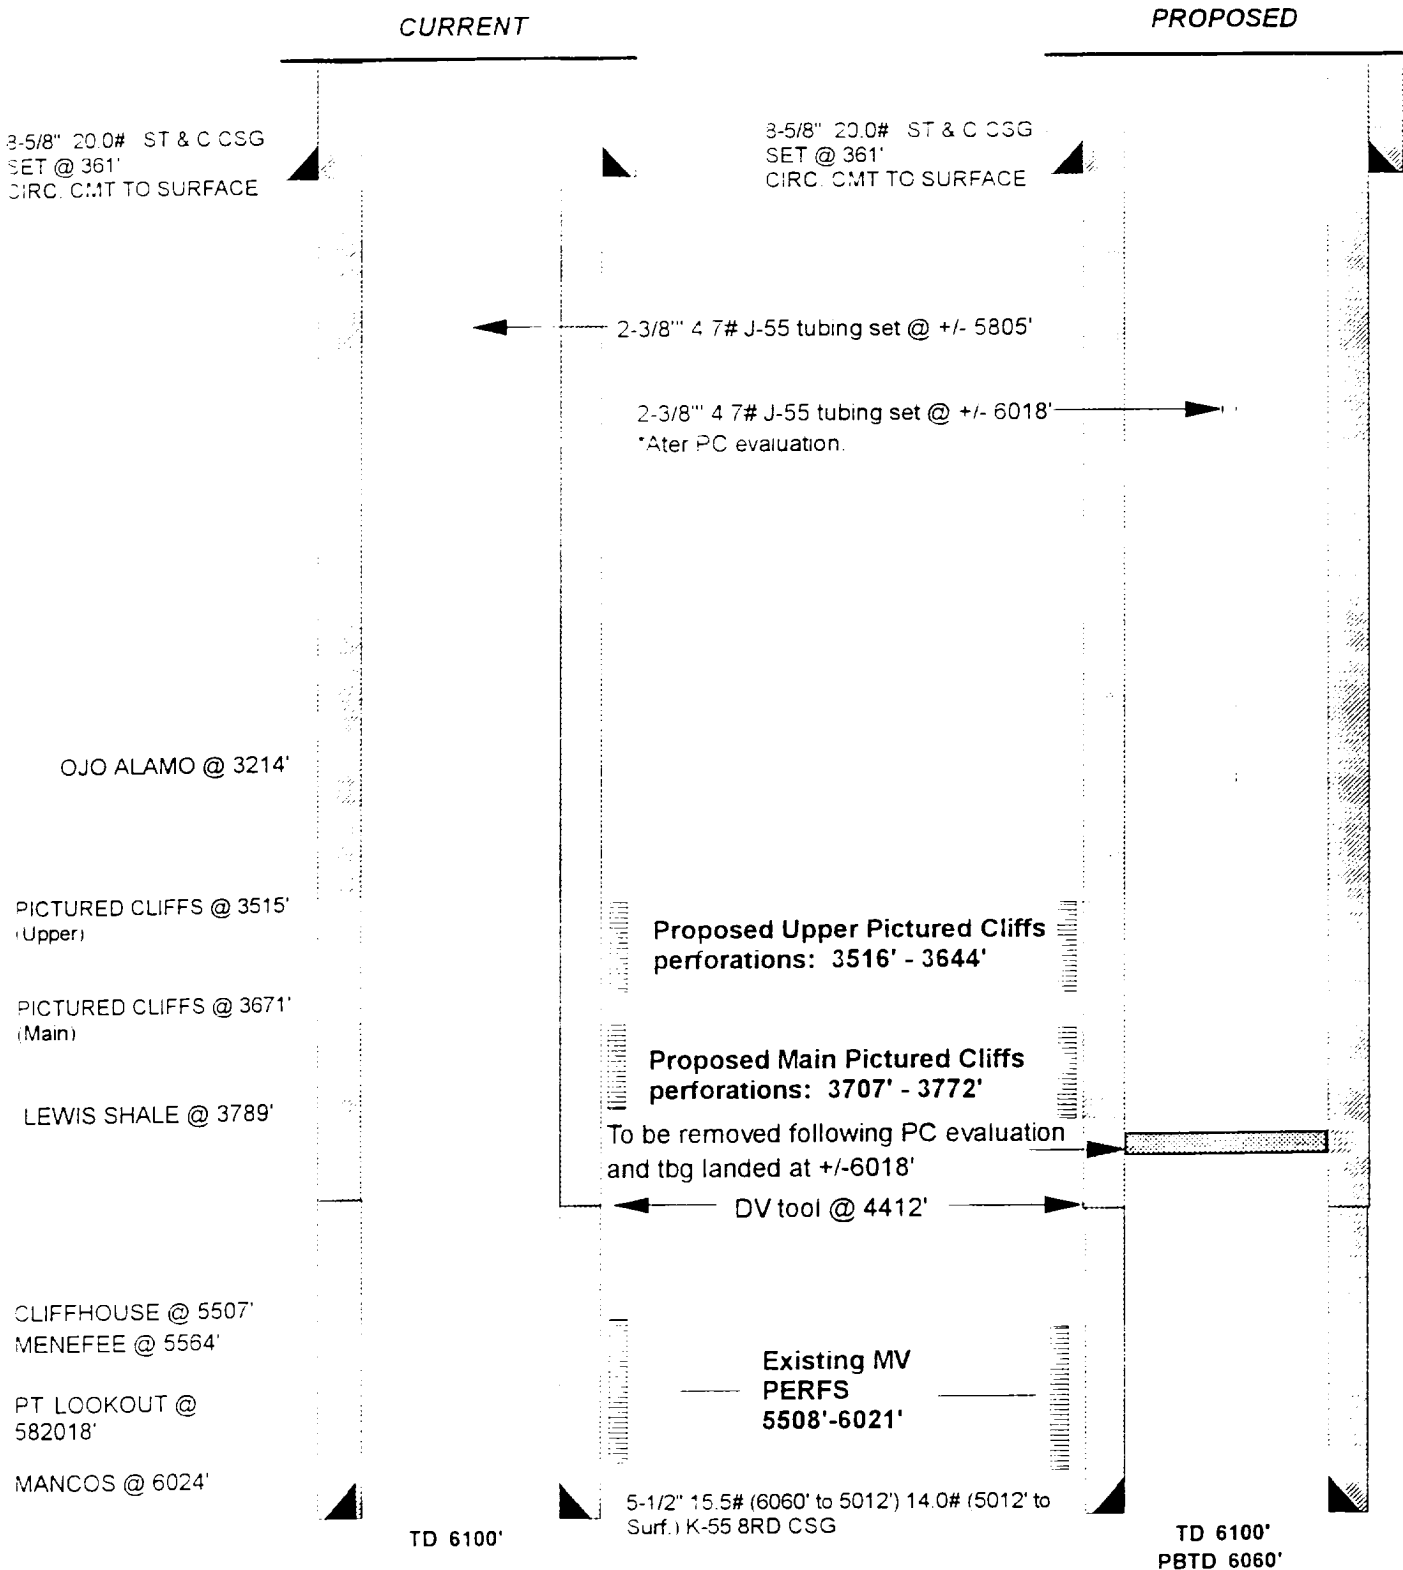 CURRENT
PROPOSED
8-5/8" 20.0# ST & C CSG
SET @ 361'
CIRC. CMT TO SURFACE
8-5/8" 20.0# ST & C CSG
SET @ 361'
CIRC. CMT TO SURFACE
2-3/8'" 4.7# J-55 tubing set @ +/- 5805'
2-3/8'" 4.7# J-55 tubing set @ +/- 6018'
*Ater PC evaluation.
OJO ALAMO @ 3214'
PICTURED CLIFFS @ 3515'
(Upper)
Proposed Upper Pictured Cliffs
perforations: 3516' - 3644'
PICTURED CLIFFS @ 3671'
(Main)
Proposed Main Pictured Cliffs
perforations: 3707' - 3772'
LEWIS SHALE @ 3789'
To be removed following PC evaluation
and tbg landed at +/-6018'
DV tool @ 4412'
CLIFFHOUSE @ 5507'
MENEFEE @ 5564'
Existing MV
PERFS
5508'-6021'
PT LOOKOUT @
582018'
MANCOS @ 6024'
5-1/2" 15.5# (6060' to 5012') 14.0# (5012' to
Surf.) K-55 8RD CSG
TD 6100'
TD 6100'
PBTD 6060'